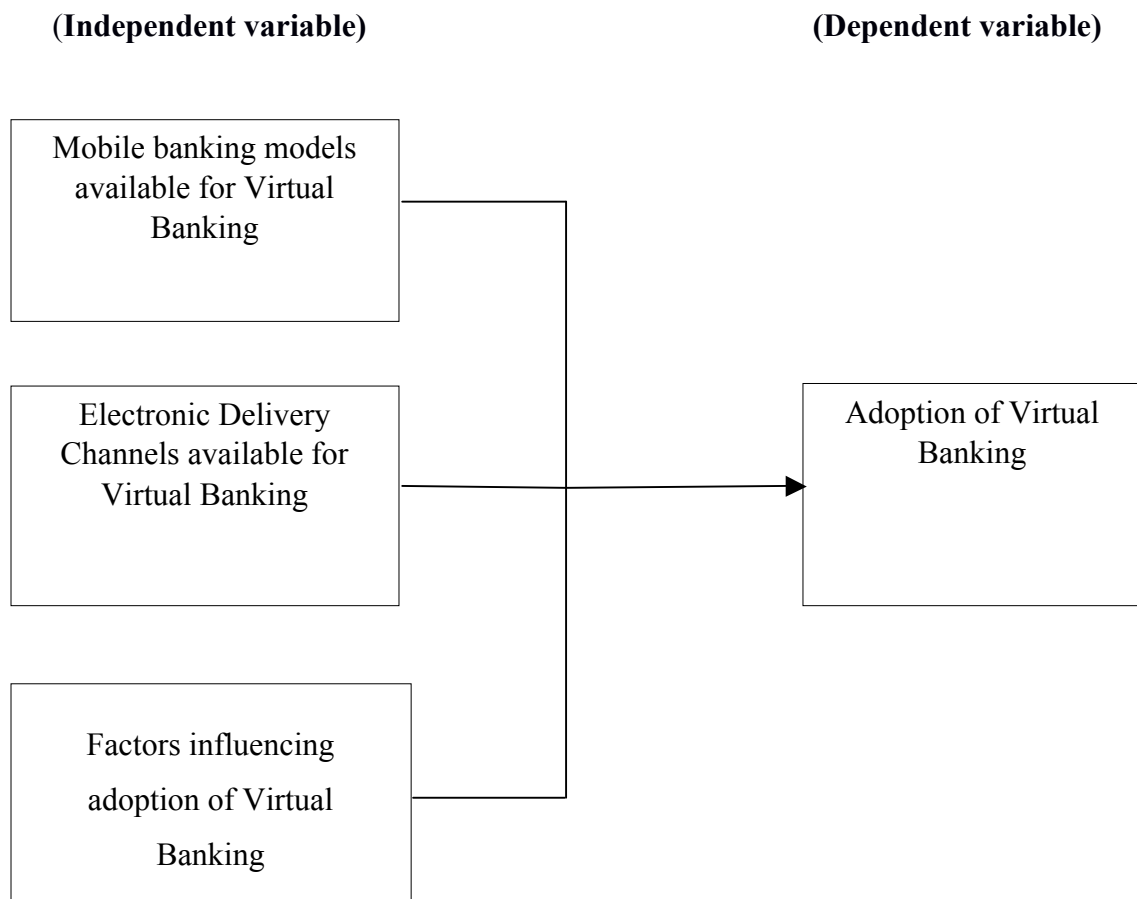 (Independent variable)
(Dependent variable)
Mobile banking models
available for Virtual
Banking
Electronic Delivery
Channels available for
Virtual Banking
Adoption of Virtual
Banking
Factors influencing
adoption of Virtual
Banking